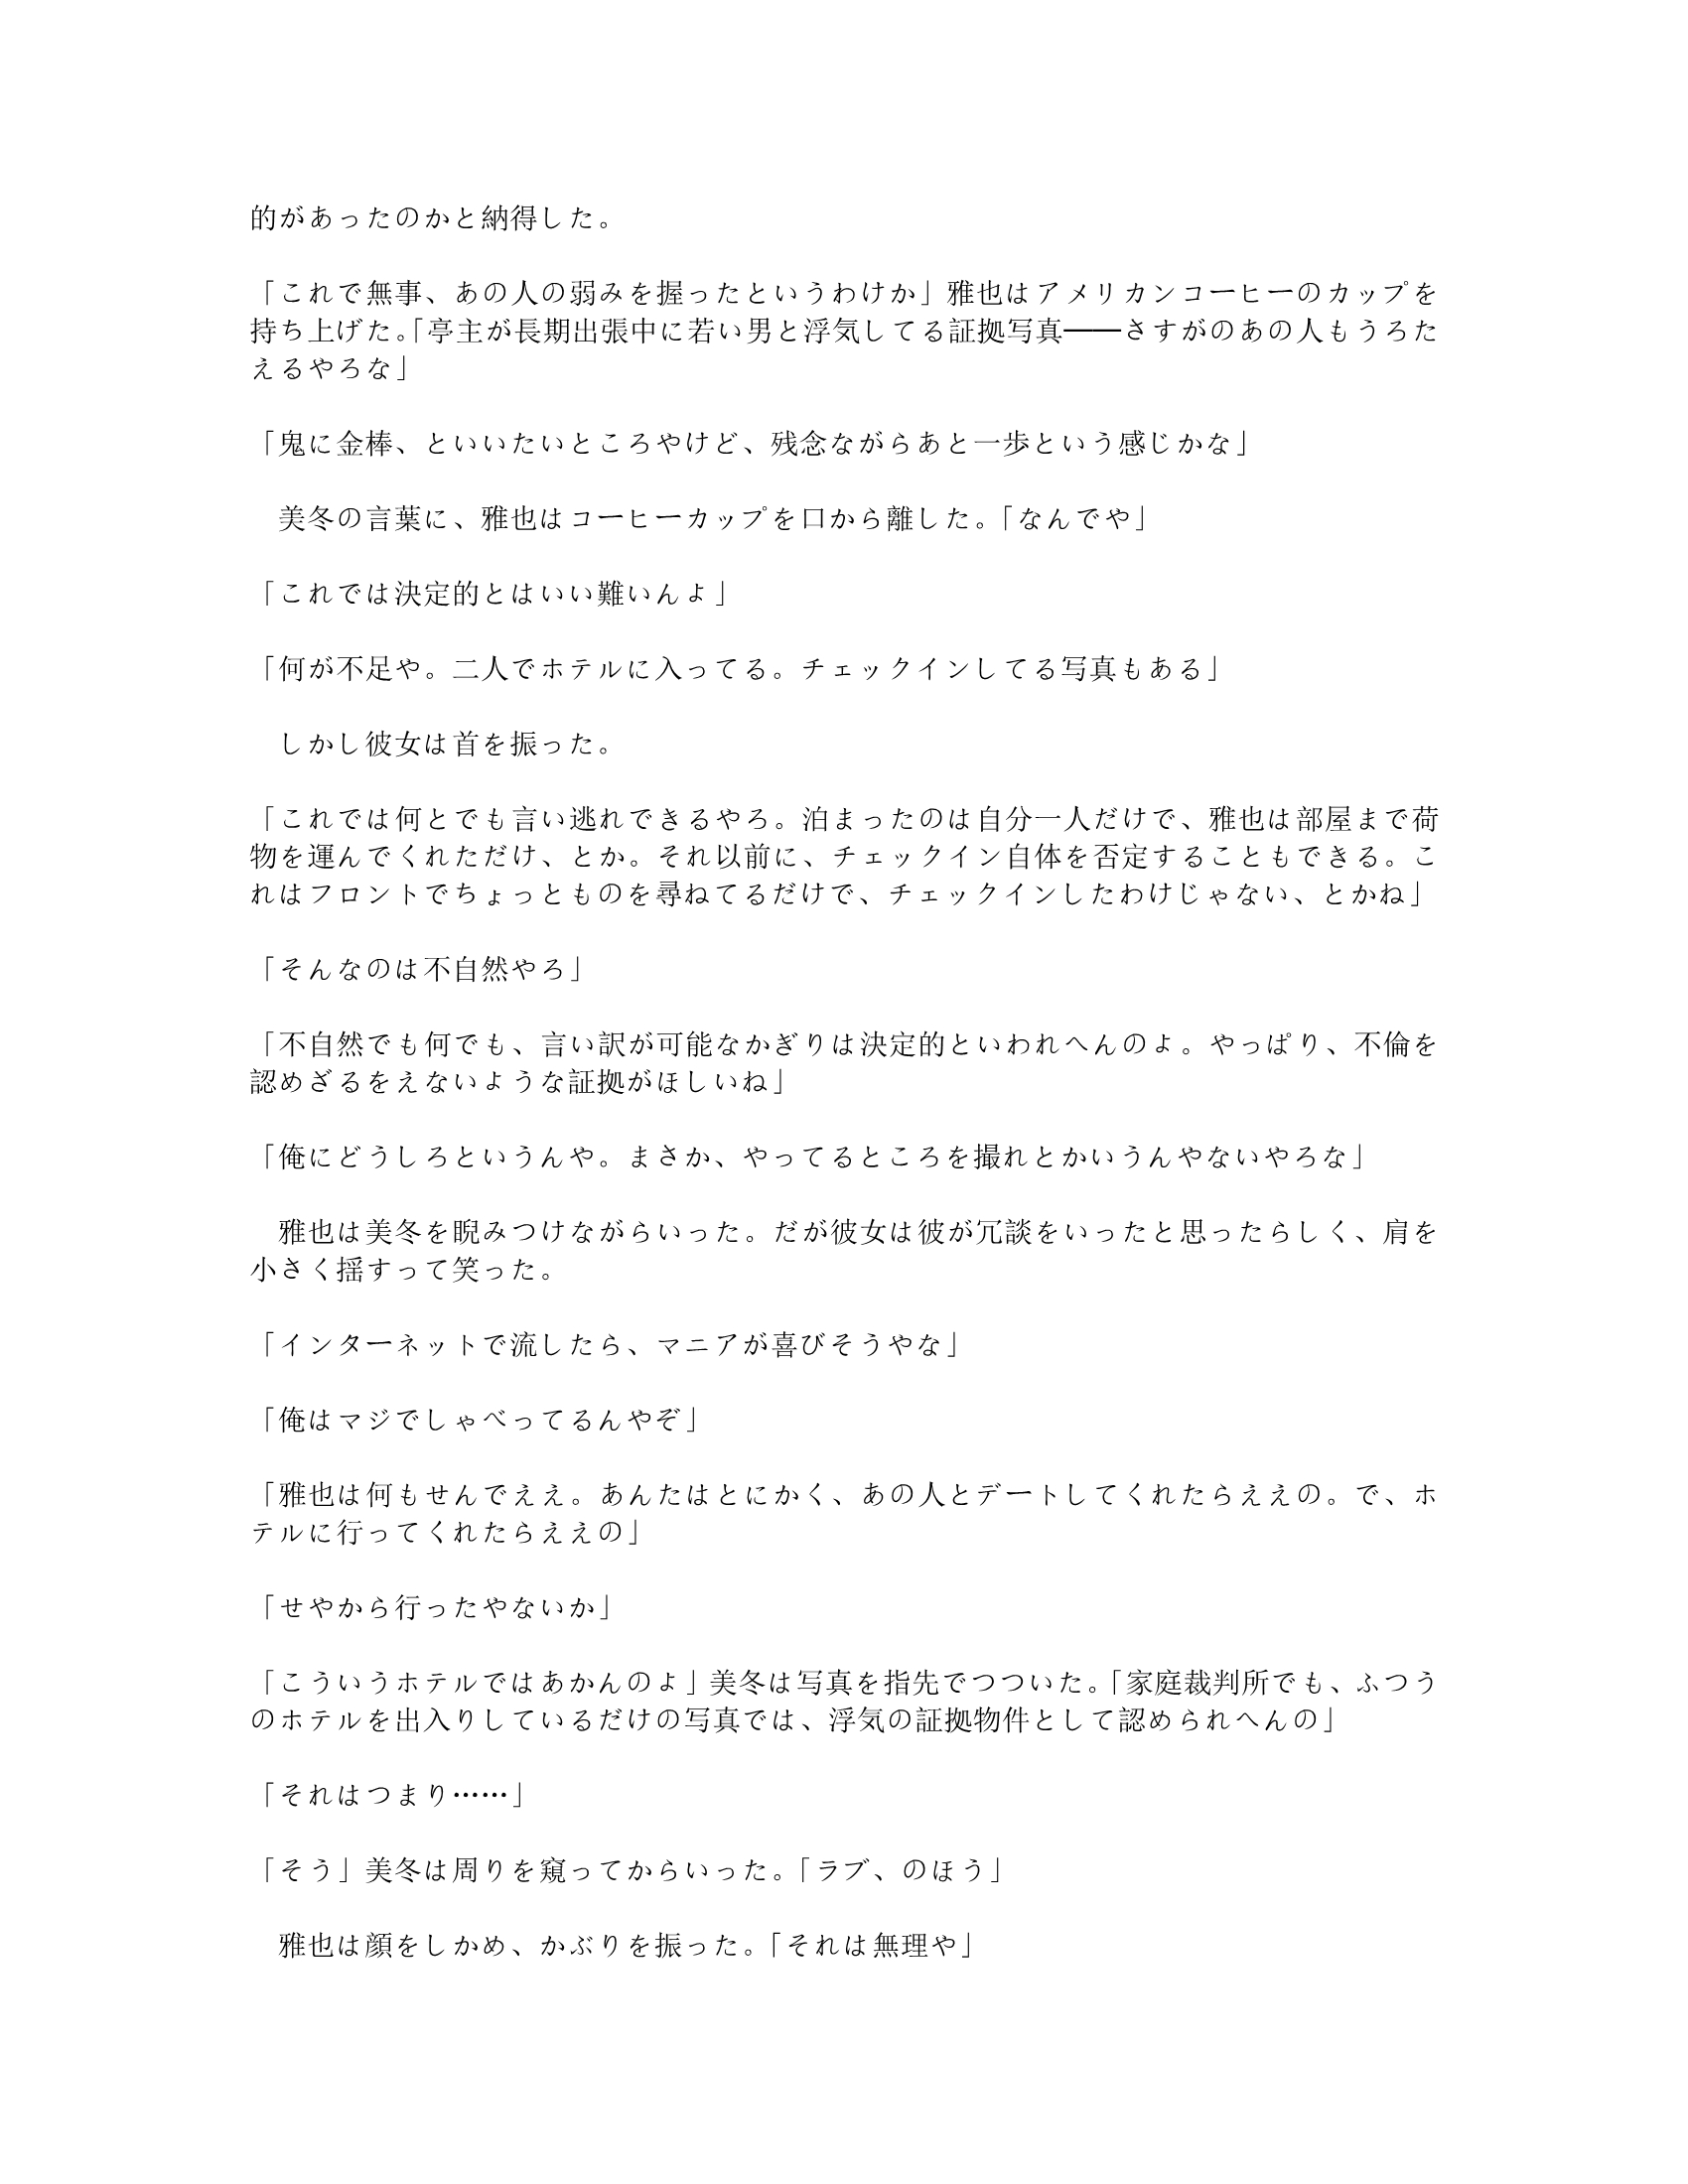 的があったのかと納得した。
「これで無事、あの人の弱みを握ったというわけか」雅也はアメリカンコーヒーのカップを
持ち上げた。「亭主が長期出張中に若い男と浮気してる証拠写真――さすがのあの人もうろた
えるやろな」
「鬼に金棒、といいたいところやけど、残念ながらあと一歩という感じかな」
　美冬の言葉に、雅也はコーヒーカップを口から離した。「なんでや」
「これでは決定的とはいい難いんよ」
「何が不足や。二人でホテルに入ってる。チェックインしてる写真もある」
　しかし彼女は首を振った。
「これでは何とでも言い逃れできるやろ。泊まったのは自分一人だけで、雅也は部屋まで荷
物を運んでくれただけ、とか。それ以前に、チェックイン自体を否定することもできる。こ
れはフロントでちょっとものを尋ねてるだけで、チェックインしたわけじゃない、とかね」
「そんなのは不自然やろ」
「不自然でも何でも、言い訳が可能なかぎりは決定的といわれへんのよ。やっぱり、不倫を
認めざるをえないような証拠がほしいね」
「俺にどうしろというんや。まさか、やってるところを撮れとかいうんやないやろな」
　雅也は美冬を睨みつけながらいった。だが彼女は彼が冗談をいったと思ったらしく、肩を
小さく揺すって笑った。
「インターネットで流したら、マニアが喜びそうやな」
「俺はマジでしゃべってるんやぞ」
「雅也は何もせんでええ。あんたはとにかく、あの人とデートしてくれたらええの。で、ホ
テルに行ってくれたらええの」
「せやから行ったやないか」
「こういうホテルではあかんのよ」美冬は写真を指先でつついた。「家庭裁判所でも、ふつう
のホテルを出入りしているだけの写真では、浮気の証拠物件として認められへんの」
「それはつまり……」
「そう」美冬は周りを窺ってからいった。「ラブ、のほう」
　雅也は顔をしかめ、かぶりを振った。「それは無理や」